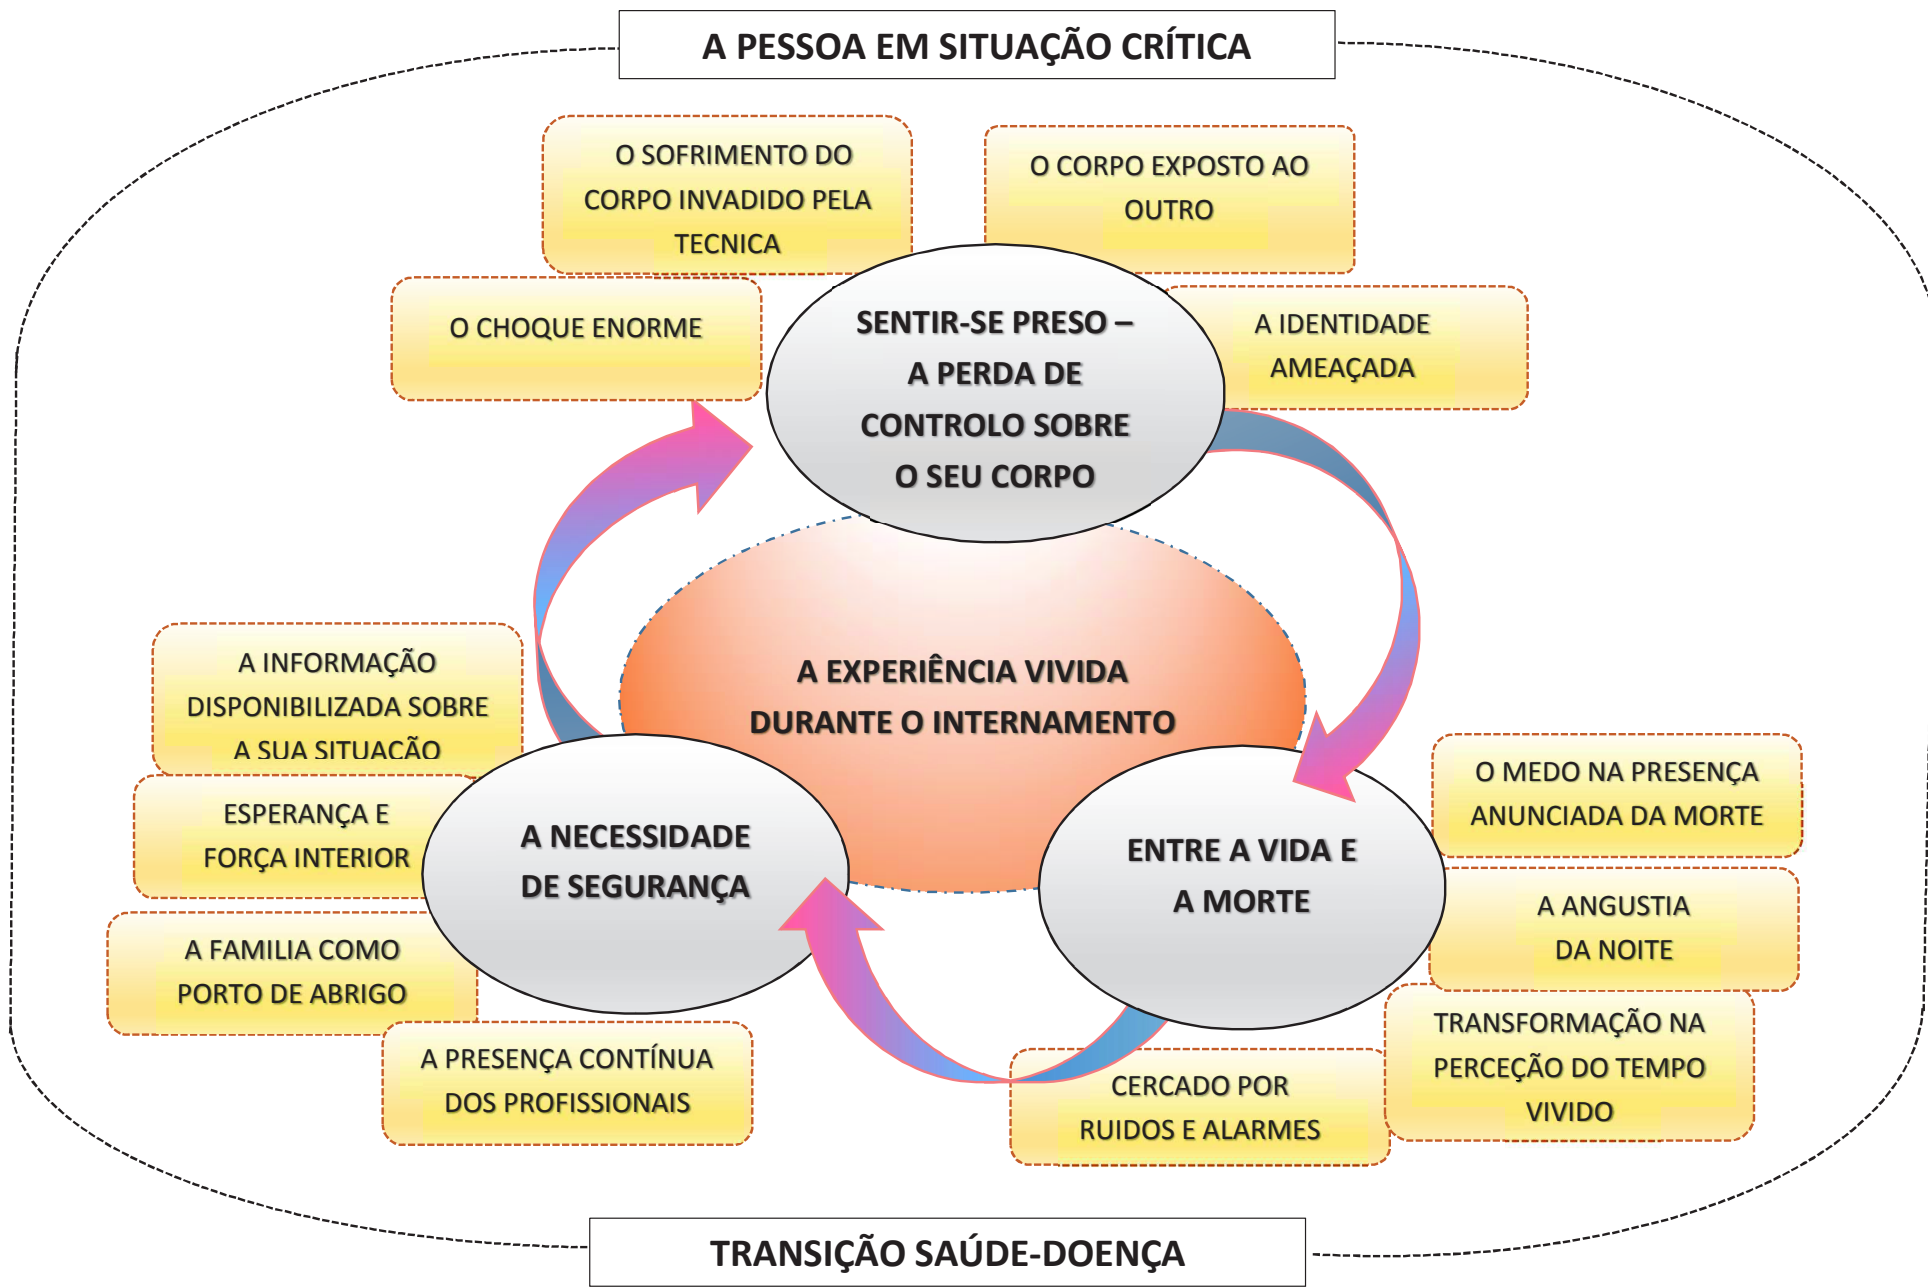 A PESSOA EM SITUAÇÃO CRÍTICA
O SOFRIMENTO DO
CORPO INVADIDO PELA
TECNICA
O CORPO EXPOSTO AO
OUTRO
O CHOQUE ENORME
SENTIR-SE PRESO –
A PERDA DE
CONTROLO SOBRE
O SEU CORPO
A IDENTIDADE
AMEAÇADA
A EXPERIÊNCIA VIVIDA
DURANTE O INTERNAMENTO
A INFORMAÇÃO
DISPONIBILIZADA SOBRE
A SUA SITUAÇÃO
ESPERANÇA E
FORÇA INTERIOR
A FAMILIA COMO
PORTO DE ABRIGO
A PRESENÇA CONTÍNUA
DOS PROFISSIONAIS
A NECESSIDADE
DE SEGURANÇA
ENTRE A VIDA E
A MORTE
O MEDO NA PRESENÇA
ANUNCIADA DA MORTE
A ANGUSTIA
DA NOITE
TRANSFORMAÇÃO NA
PERCEÇÃO DO TEMPO
VIVIDO
CERCADO POR
RUIDOS E ALARMES
TRANSIÇÃO SAÚDE-DOENÇA